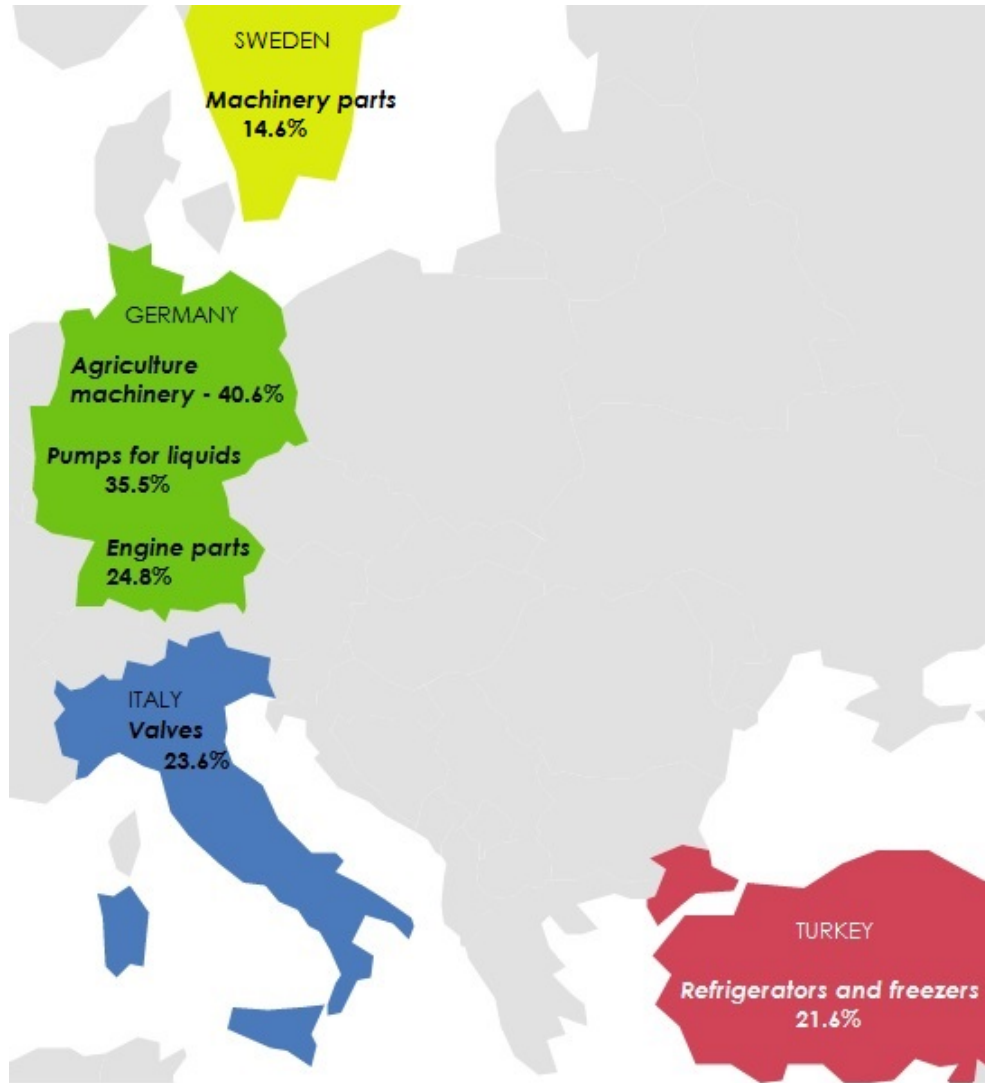 SWEDEN
Machinery parts
14.6%
GERMANY
Agriculture
machinery - 40.6%
Pumps for liquids
35.5%
Engine parts
24.8%
ITALY
Valves
23.6%
TURKEY
Refrigerators and freezers
21.6%